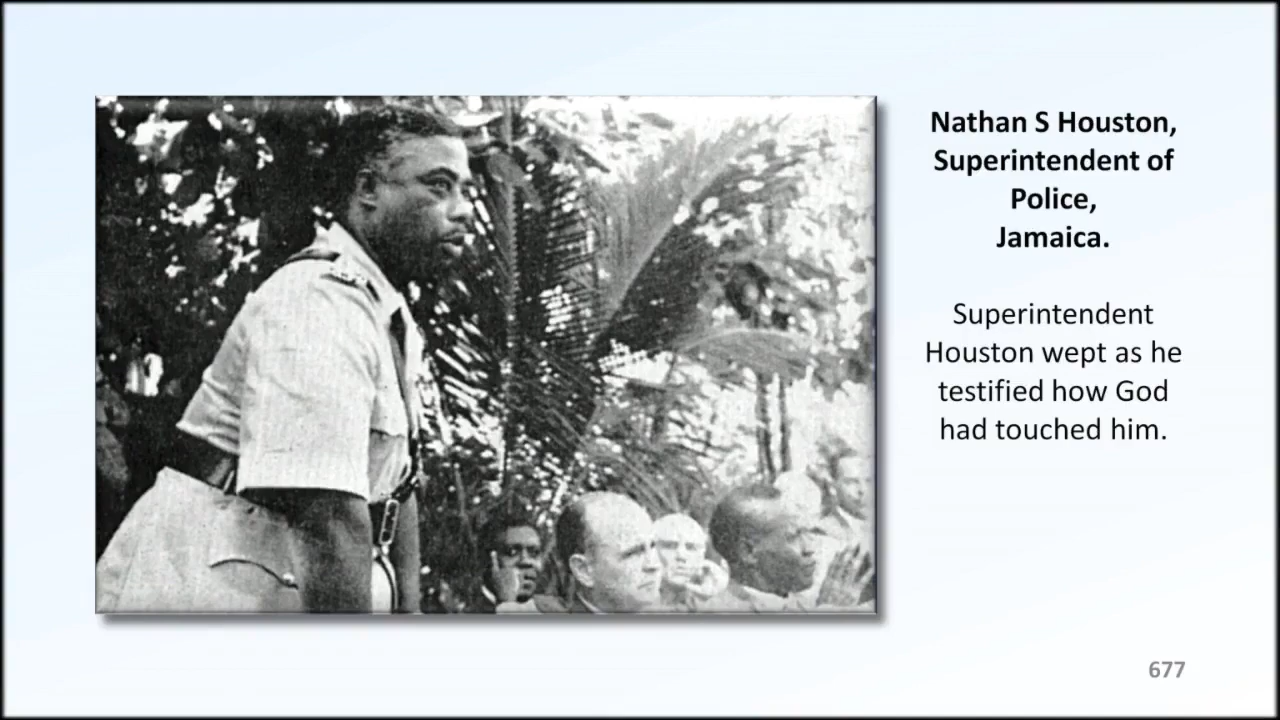 Nathan S Houston,
Superintendent of
Police,
Jamaica.
Superintendent
Houston wept as he
testified how God
had touched him.
677